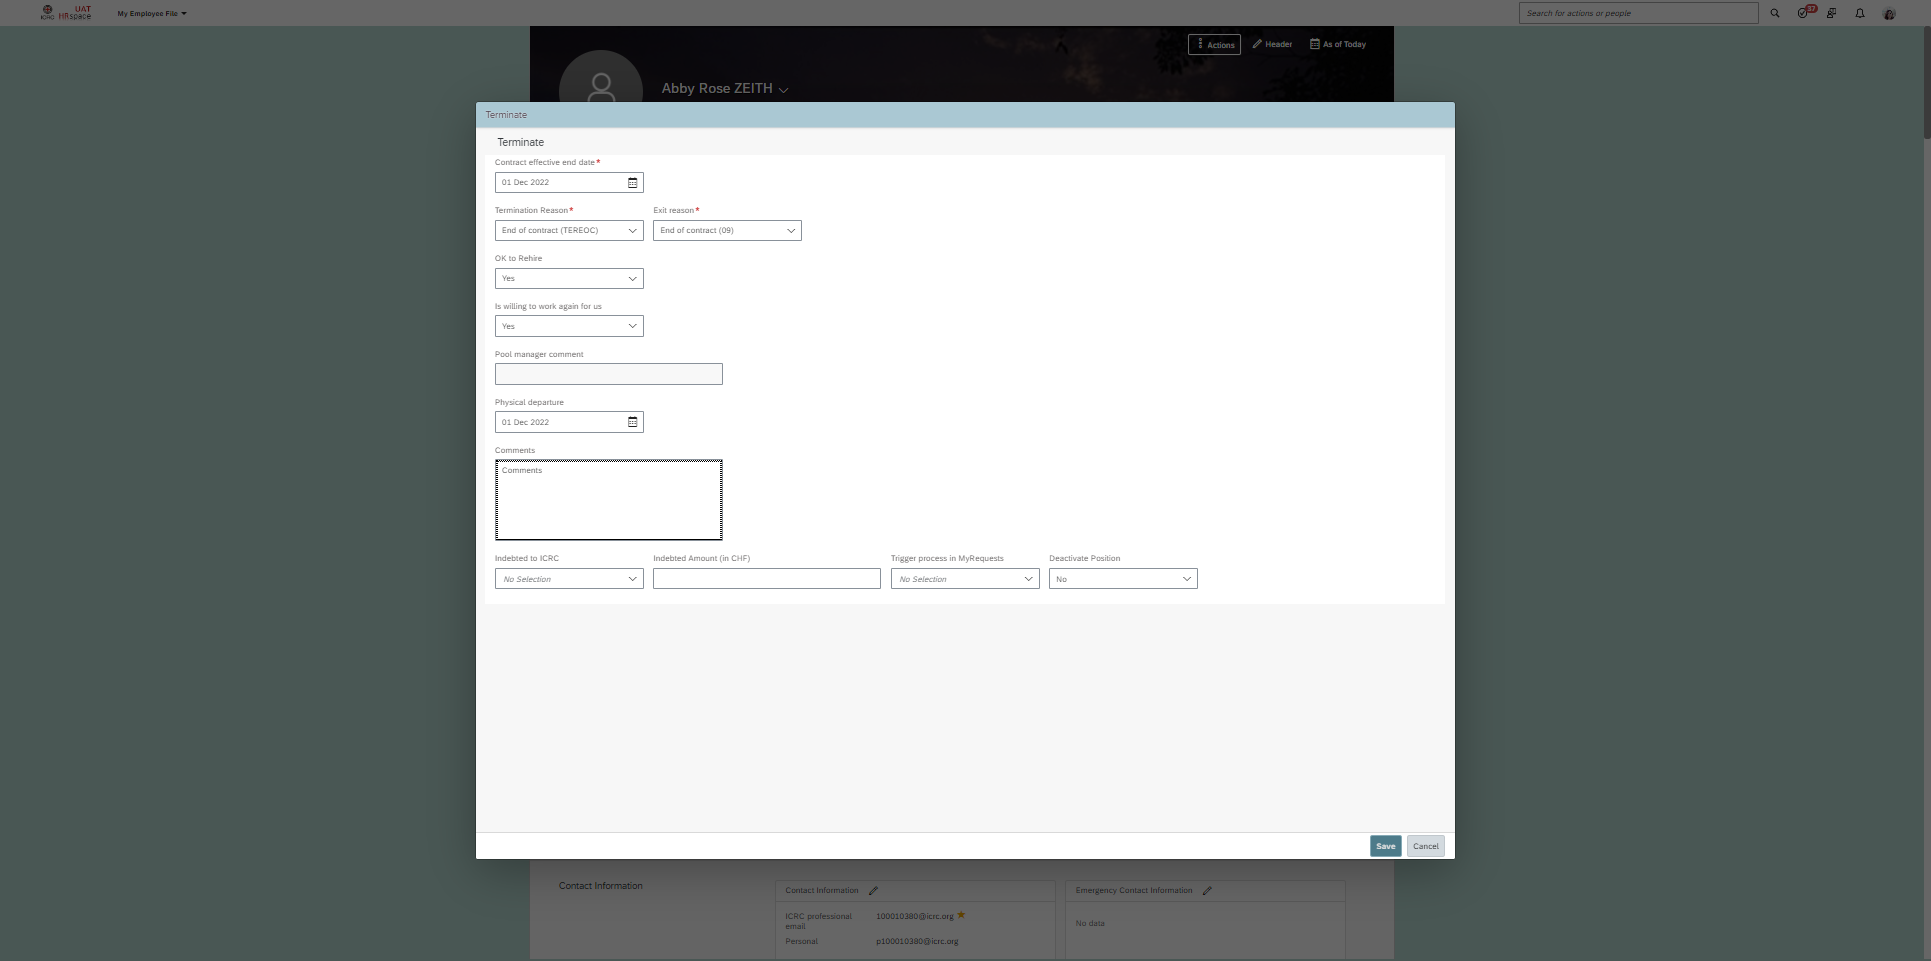 UAT
ICRC HRspace
My Employee File
Search for actions or people
37
Actions
Header
As of Today
Abby Rose ZEITH
Terminate
Terminate
Contract effective end date*
01 Dec 2022
Termination Reason* Exit reason*
End of contract (TEREOC) End of contract (09)
OK to Rehire
Yes
Is willing to work again for us
Yes
Pool manager comment
Physical departure
01 Dec 2022
Comments
Comments
Indebted to ICRC Indebted Amount (in CHF) Trigger process in MyRequests Deactivate Position
No Selection No Selection No
Save Cancel
Contact Information
Contact Information
ICRC professional email 100010380@icrc.org
Personal p100010380@icrc.org
Emergency Contact Information
No data